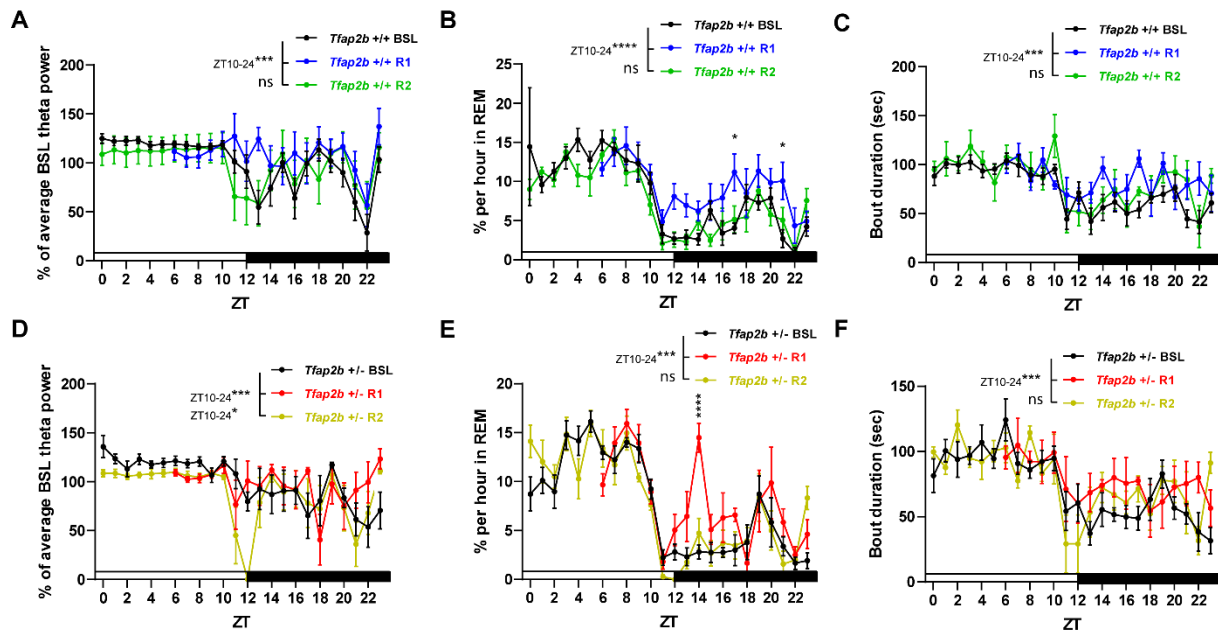 A
Tfap2b +/+ BSL
ZT10-24*** Tfap2b +/+ R1
ns Tfap2b +/+ R2
% of average BSL theta power
200
150
100
50
0
0 2 4 6 8 10 12 14 16 18 20 22
ZT
B
Tfap2b +/+ BSL
ZT10-24**** Tfap2b +/+ R1
ns Tfap2b +/+ R2
% per hour in REM
25
20
15
10
5
0
* *
0 2 4 6 8 10 12 14 16 18 20 22
ZT
C
Tfap2b +/+ BSL
ZT10-24*** Tfap2b +/+ R1
ns Tfap2b +/+ R2
Bout duration (sec)
200
150
100
50
0
0 2 4 6 8 10 12 14 16 18 20 22
ZT
D
Tfap2b +/- BSL
ZT10-24*** Tfap2b +/- R1
ZT10-24* Tfap2b +/- R2
% of average BSL theta power
200
150
100
50
0
0 2 4 6 8 10 12 14 16 18 20 22
ZT
E
Tfap2b +/- BSL
ZT10-24*** Tfap2b +/- R1
ns Tfap2b +/- R2
% per hour in REM
20
15
10
5
0
****
0 2 4 6 8 10 12 14 16 18 20 22
ZT
F
Tfap2b +/- BSL
ZT10-24*** Tfap2b +/- R1
ns Tfap2b +/- R2
Bout duration (sec)
150
100
50
0
0 2 4 6 8 10 12 14 16 18 20 22
ZT